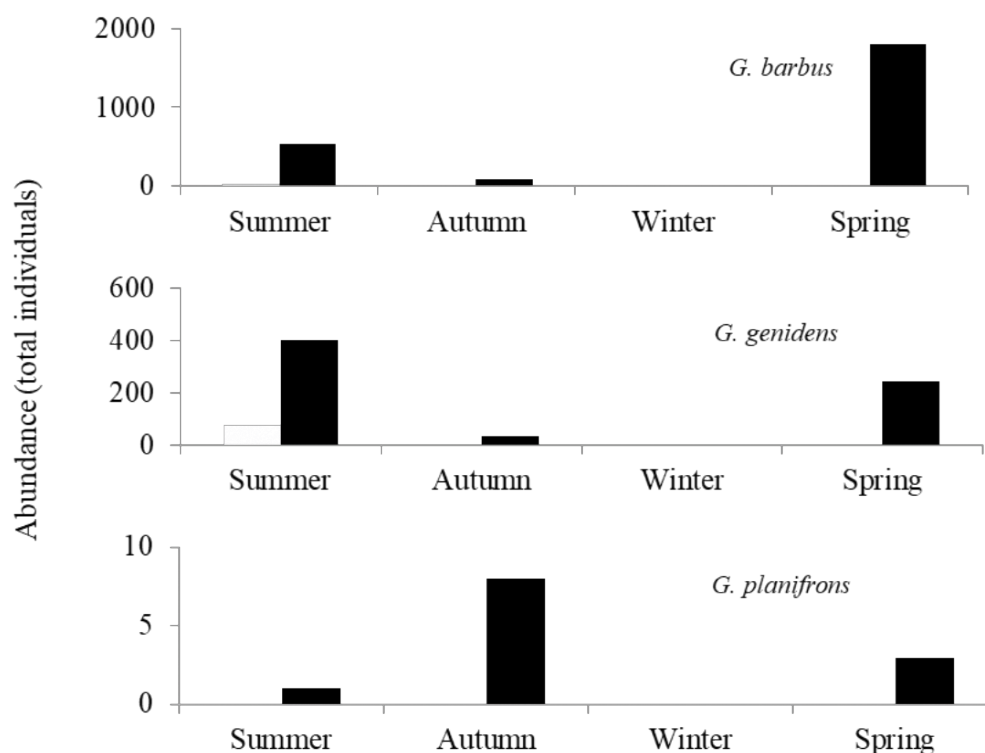 Abundance (total individuals)
2000
1000
0
G. barbus
Summer Autumn Winter Spring
600
400
200
0
G. genidens
Summer Autumn Winter Spring
10
5
0
G. planifrons
Summer Autumn Winter Spring